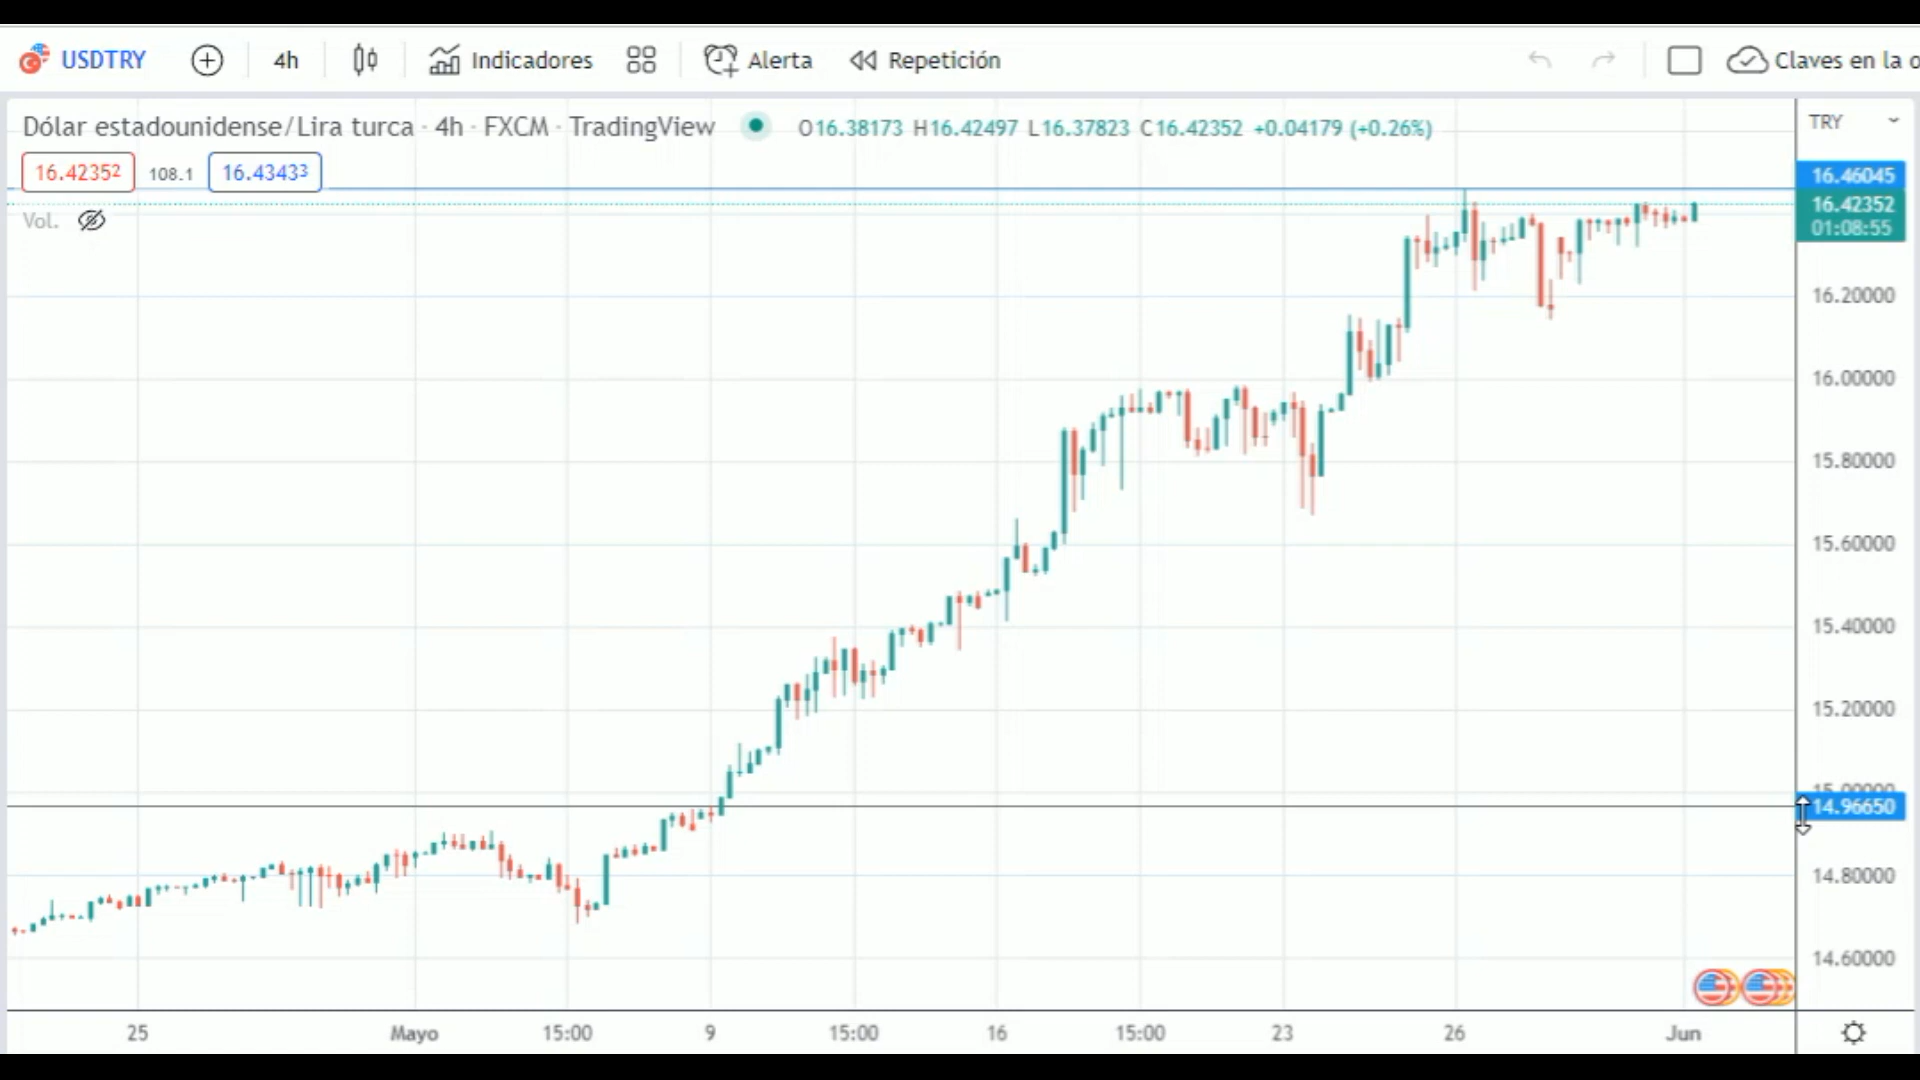 USDTRY 4h Indicadores Alerta Repetición Claves en la o
Dólar estadounidense/Lira turca · 4h · FXCM · TradingView O16.38173 H16.42497 L16.37823 C16.42352 +0.04179 (+0.26%) TRY
16.42352 108.1 16.43433
16.46045
16.42352
Vol.
01:08:55
16.20000
16.00000
15.80000
15.60000
15.40000
15.20000
15.00000
14.96650
14.80000
14.60000
25 Mayo 15:00 9 15:00 16 15:00 23 26 Jun